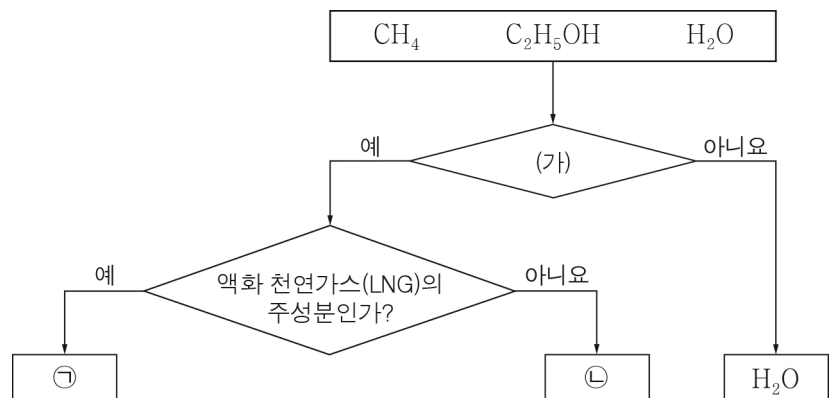 CH₄ C₂H₅OH H₂O
예 (가) 아니요
예 액화 천연가스(LNG)의 아니요
주성분인가?
㉠ ㉡ H₂O